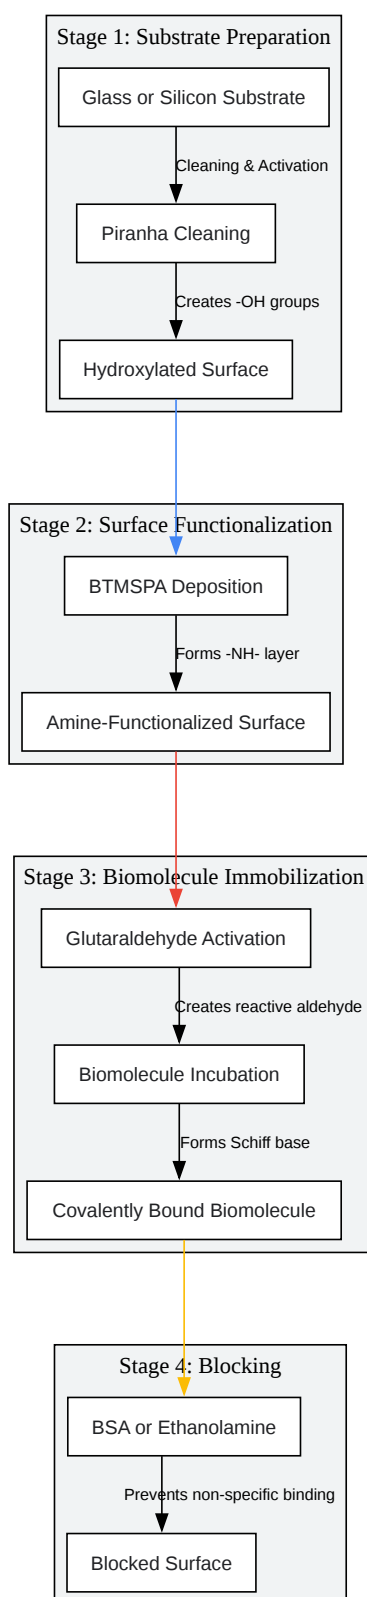 Stage 1: Substrate Preparation
Glass or Silicon Substrate
Cleaning & Activation
Piranha Cleaning
Creates -OH groups
Hydroxylated Surface
Stage 2: Surface Functionalization
BTMSPA Deposition
Forms -NH- layer
Amine-Functionalized Surface
Stage 3: Biomolecule Immobilization
Glutaraldehyde Activation
Creates reactive aldehyde
Biomolecule Incubation
Forms Schiff base
Covalently Bound Biomolecule
Stage 4: Blocking
BSA or Ethanolamine
Prevents non-specific binding
Blocked Surface